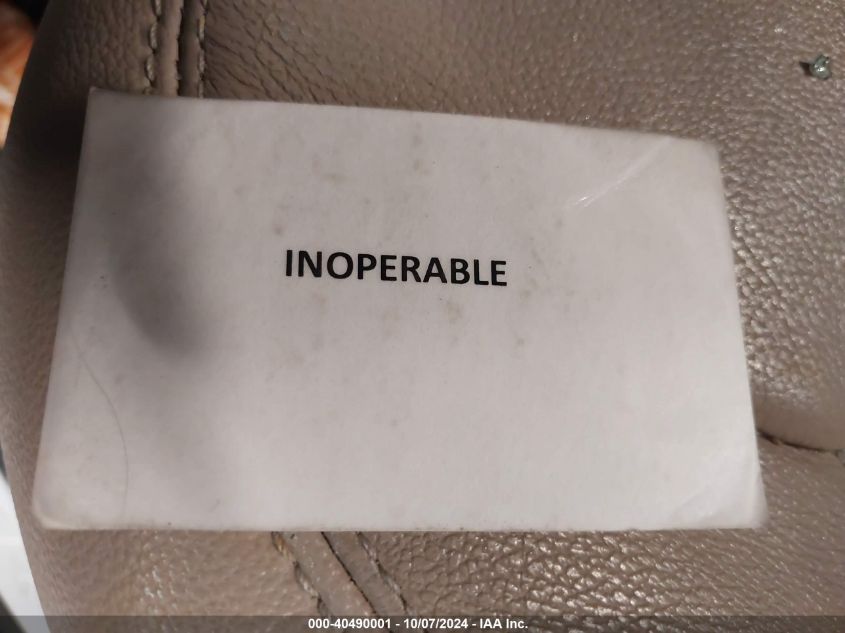 INOPERABLE
000-40490001 - 10/07/2024 - IAA Inc.